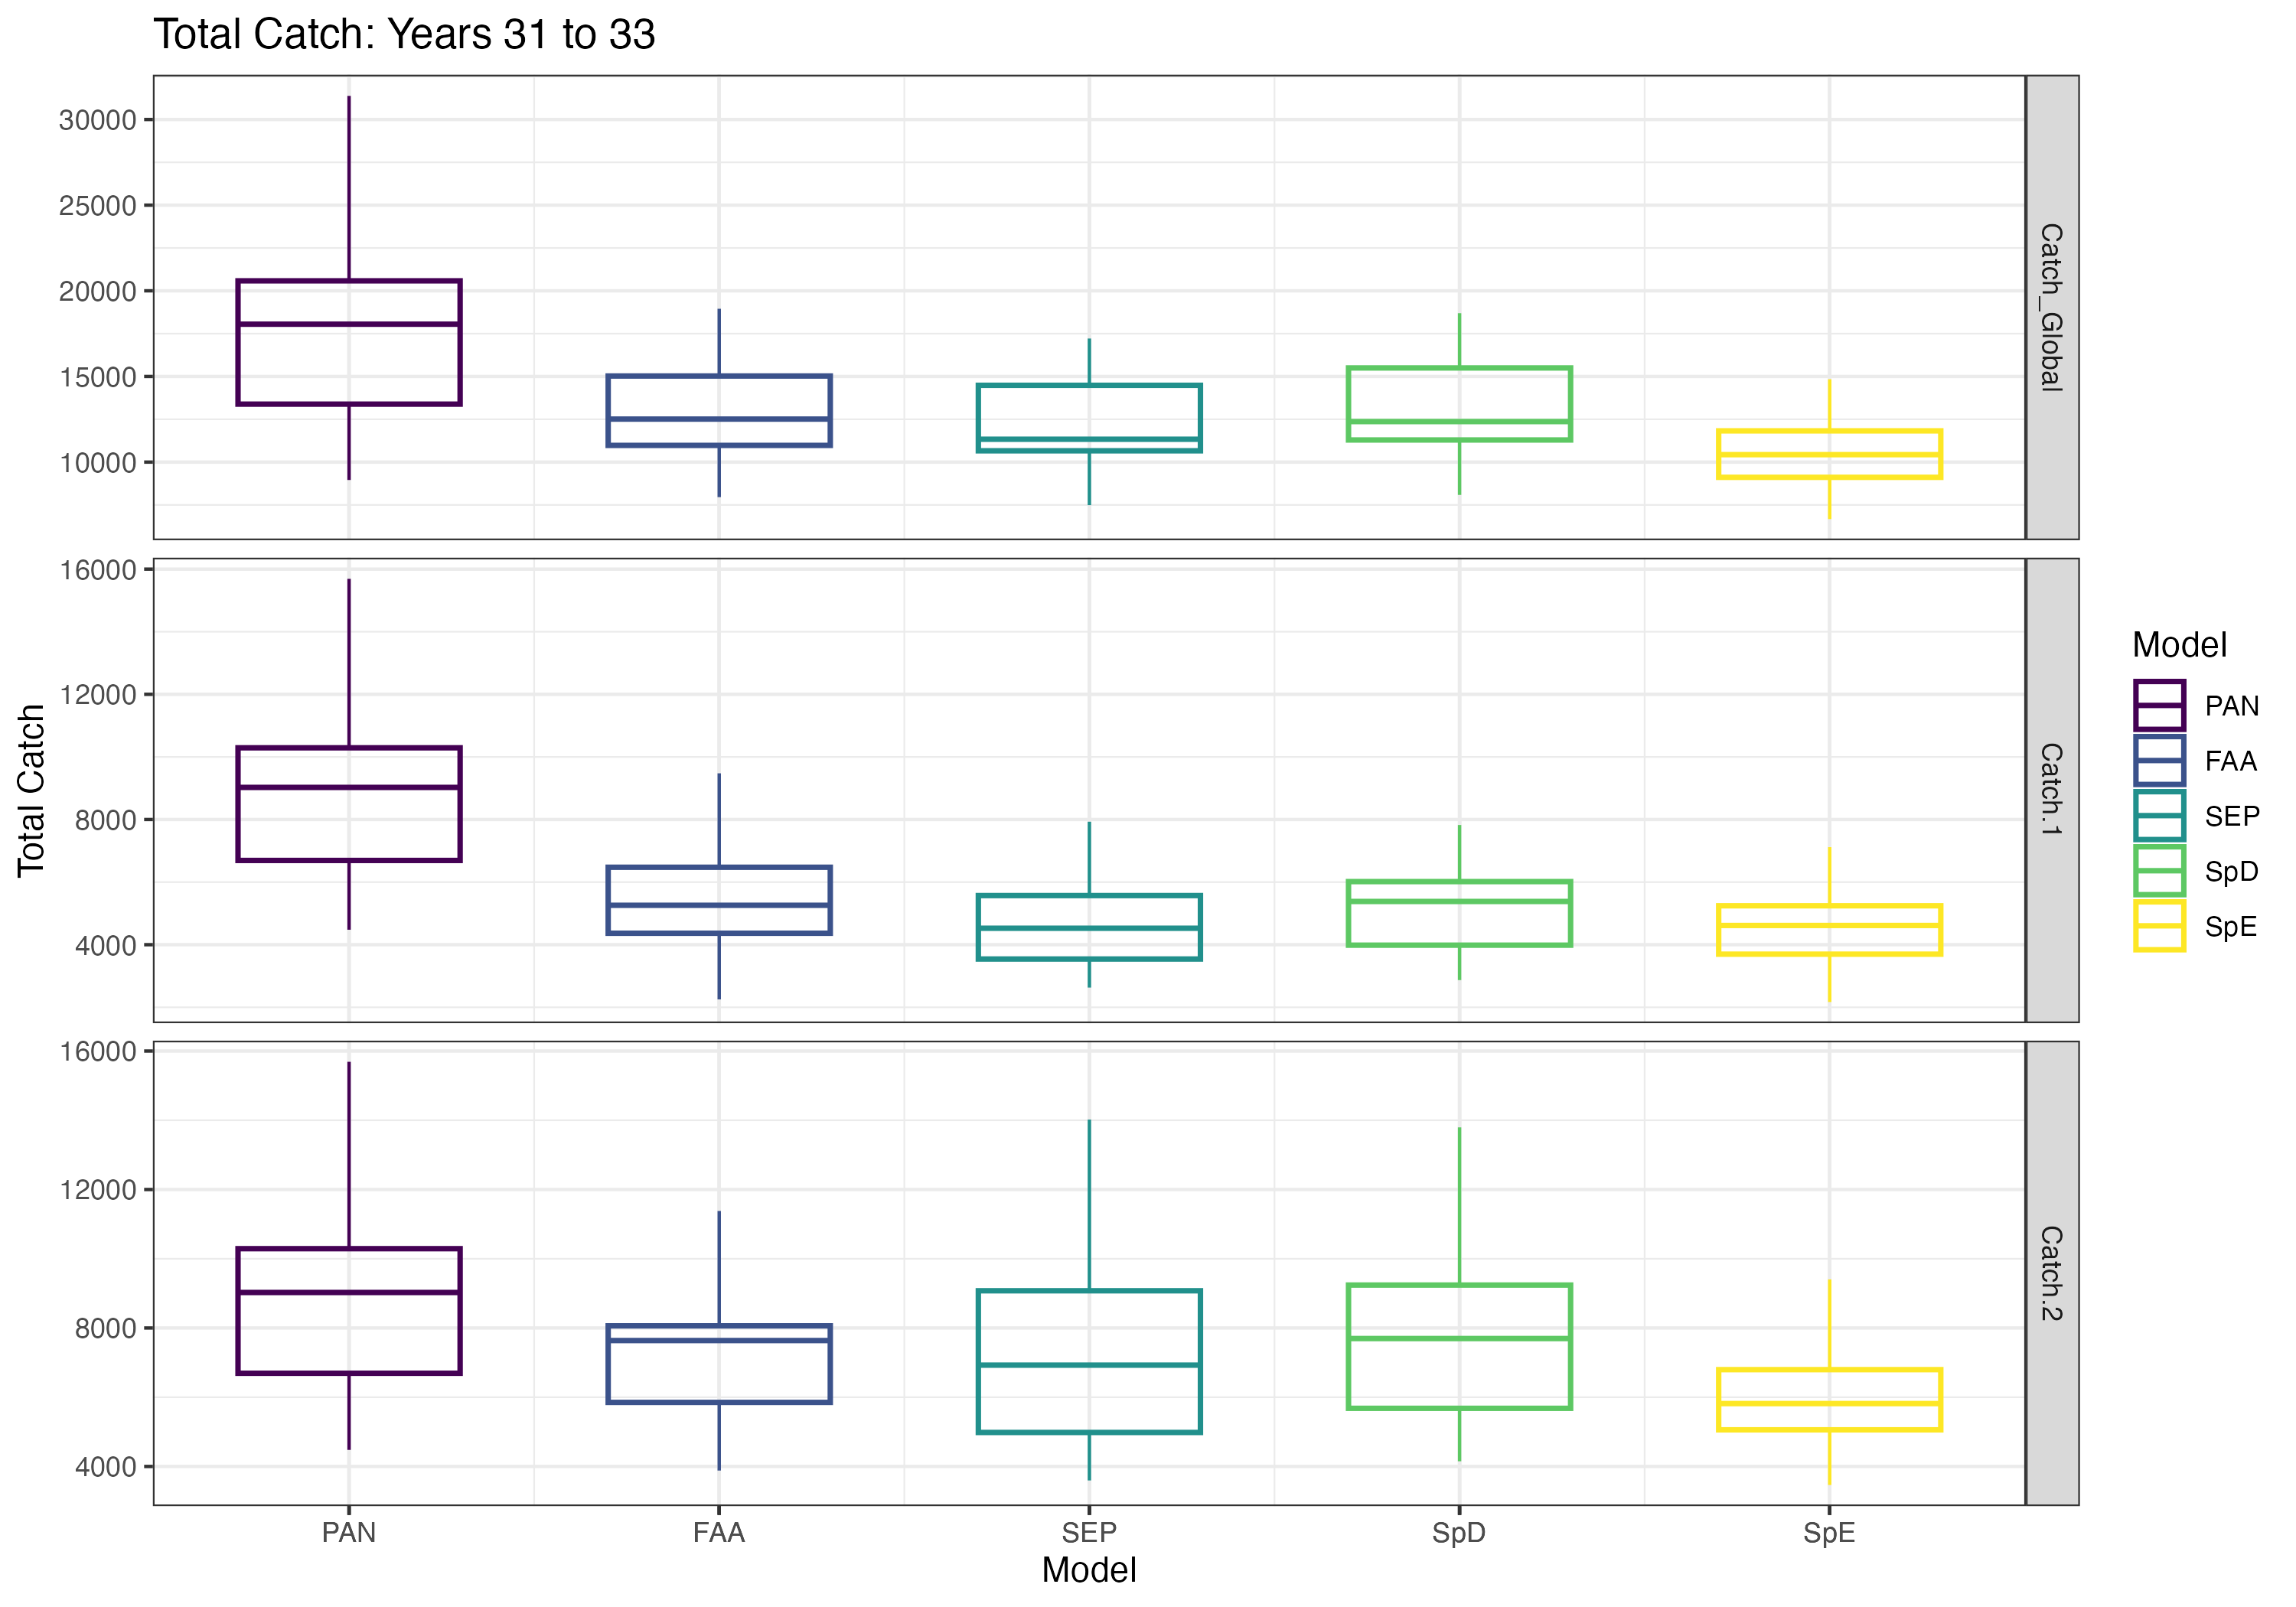 Total Catch: Years 31 to 33
30000
25000
20000
15000
10000
Catch_Global
16000
12000
8000
4000
Catch.1
16000
12000
8000
4000
Catch.2
Total Catch
PAN
FAA
SEP
SpD
SpE
Model
Model
PAN
FAA
SEP
SpD
SpE